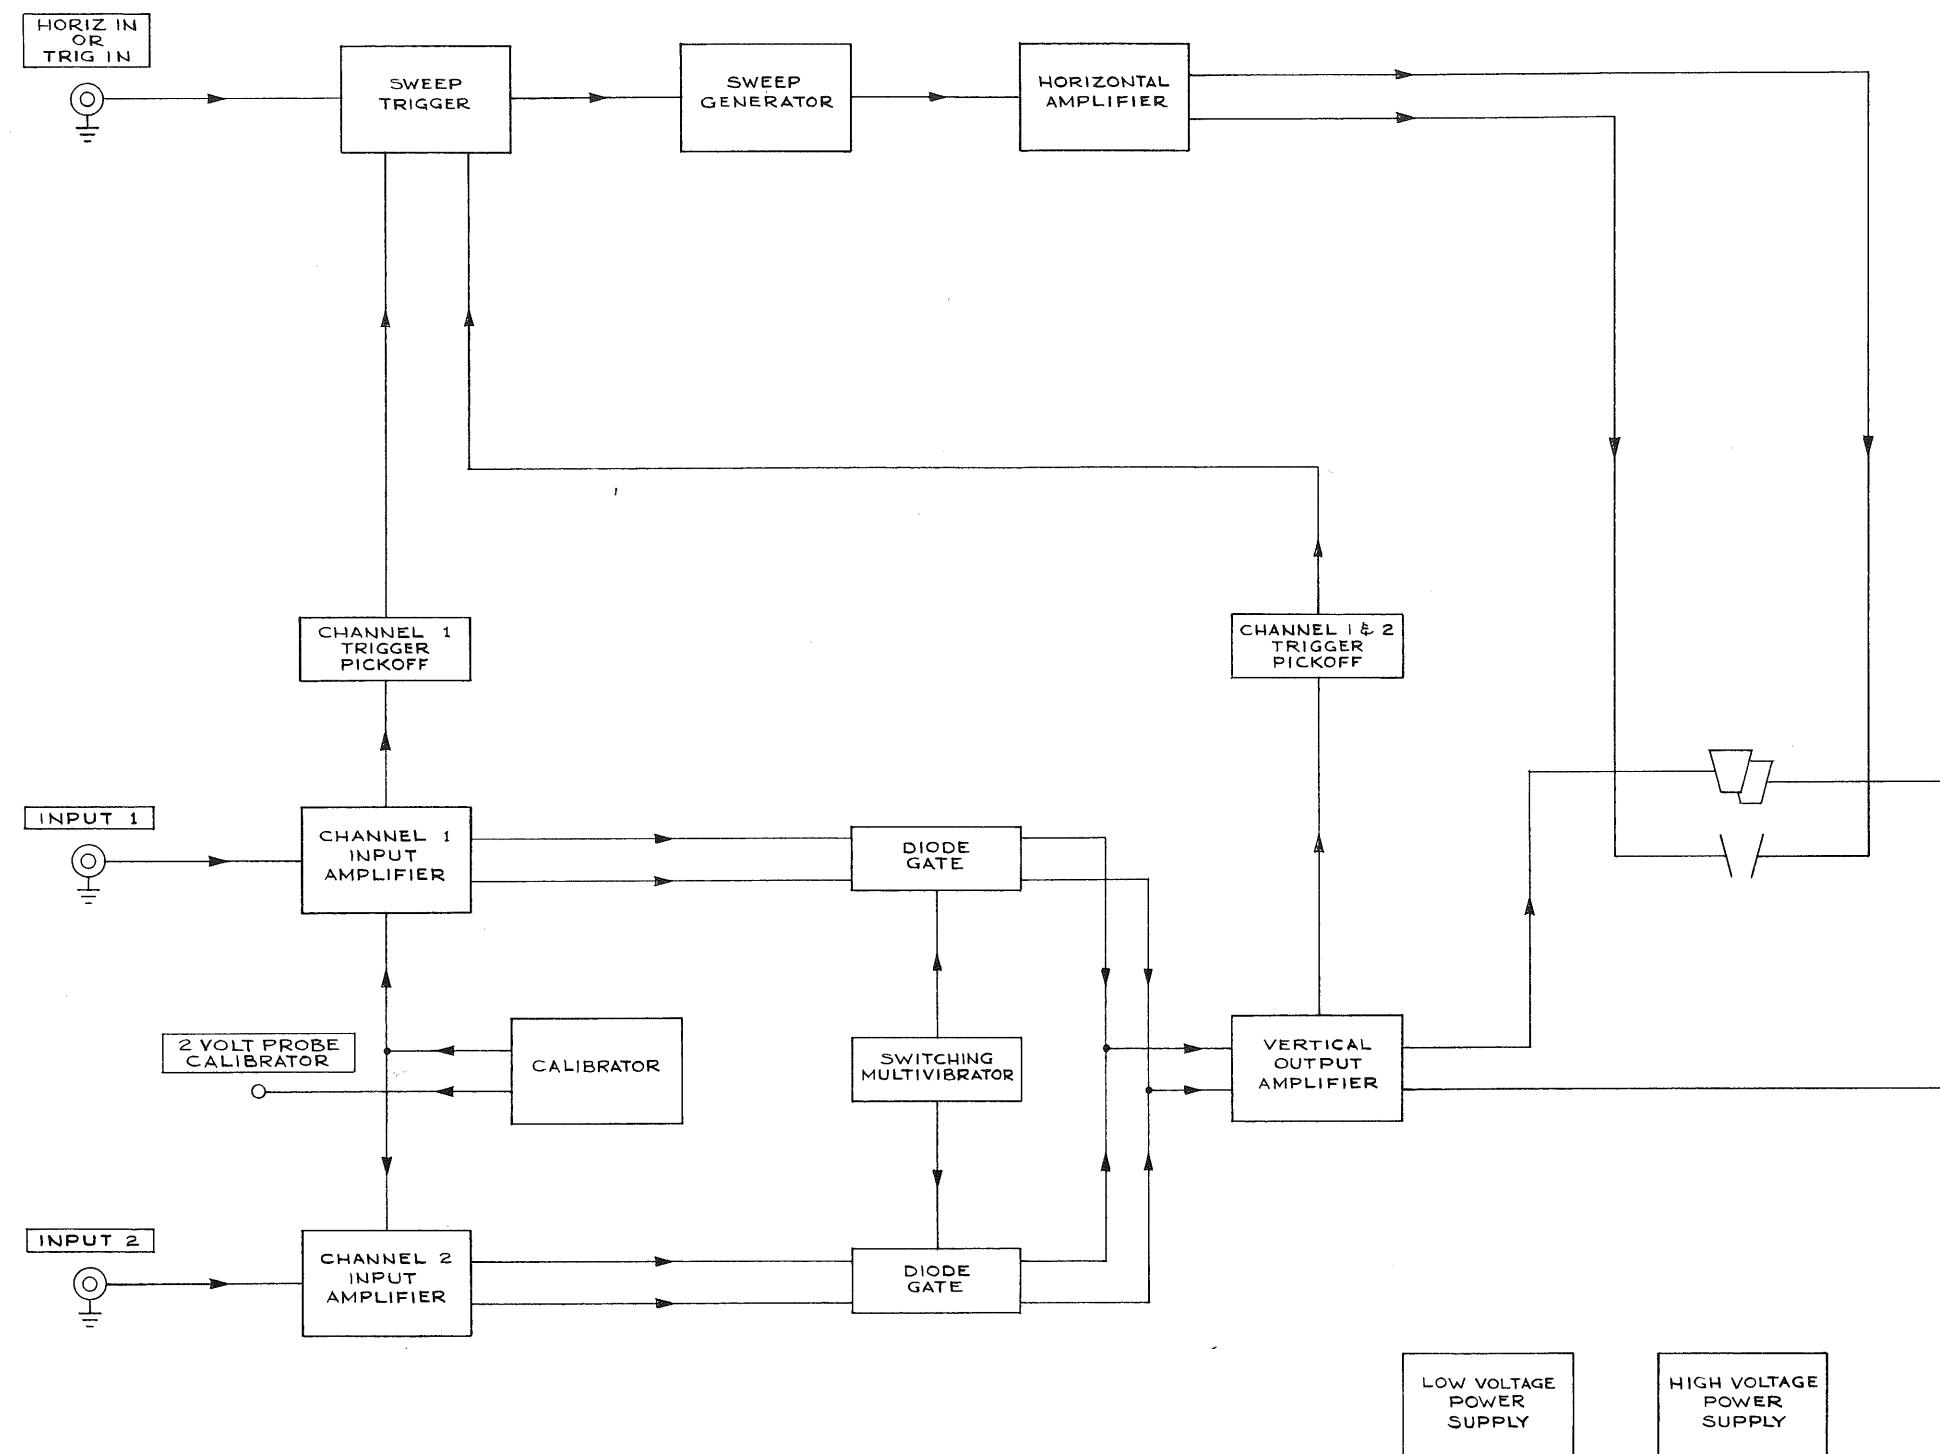 HORIZ IN
OR
TRIG IN
SWEEP
TRIGGER
SWEEP
GENERATOR
HORIZONTAL
AMPLIFIER
CHANNEL 1
TRIGGER
PICKOFF
CHANNEL 1 & 2
TRIGGER
PICKOFF
INPUT 1
CHANNEL 1
INPUT
AMPLIFIER
DIODE
GATE
2 VOLT PROBE
CALIBRATOR
CALIBRATOR
SWITCHING
MULTIVIBRATOR
VERTICAL
OUTPUT
AMPLIFIER
INPUT 2
CHANNEL 2
INPUT
AMPLIFIER
DIODE
GATE
LOW VOLTAGE
POWER
SUPPLY
HIGH VOLTAGE
POWER
SUPPLY